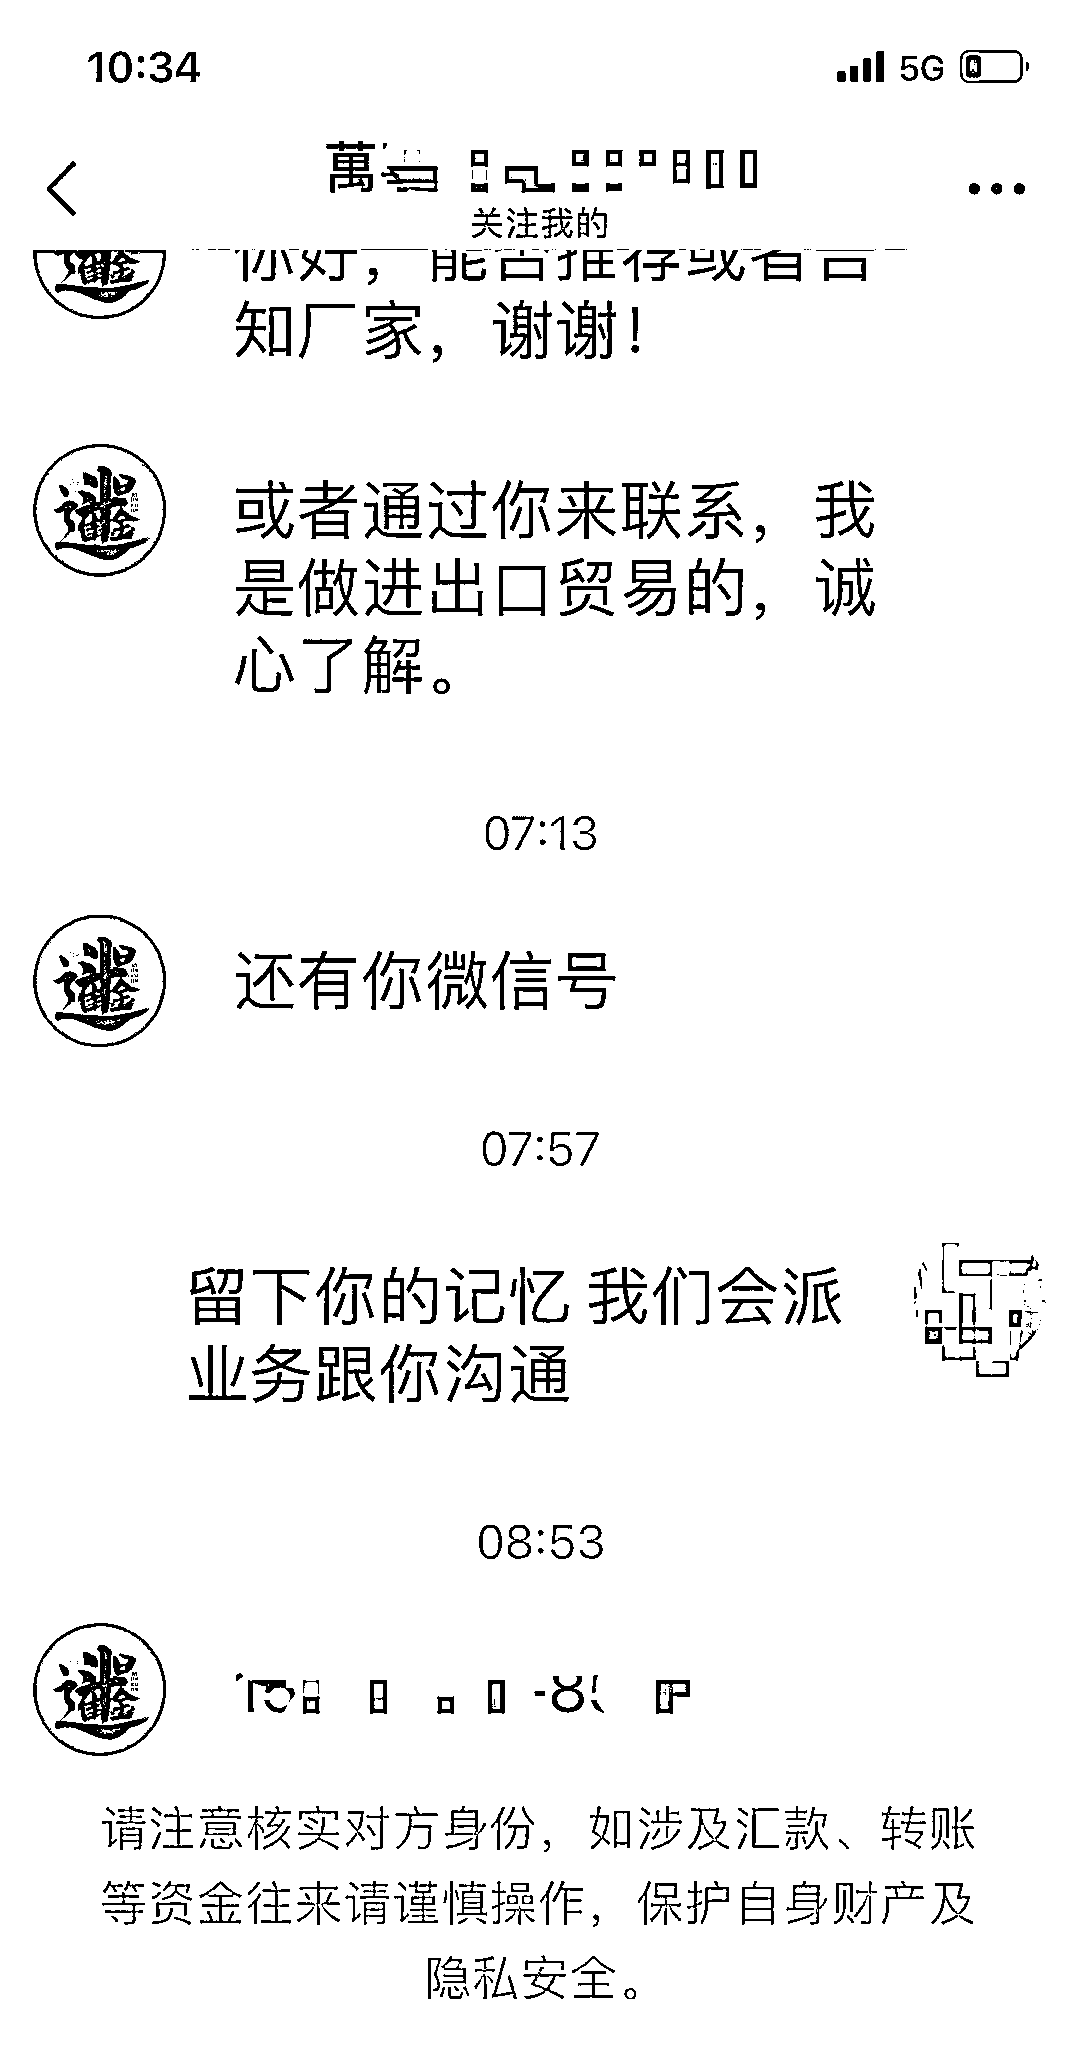 10:34
5G
萬
关注我的
你好，能否推荐或者告
知厂家，谢谢！
或者通过你来联系，我
是做进出口贸易的，诚
心了解。
07:13
还有你微信号
07:57
留下你的记忆 我们会派
业务跟你沟通
08:53
请注意核实对方身份，如涉及汇款、转账
等资金往来请谨慎操作，保护自身财产及
隐私安全。